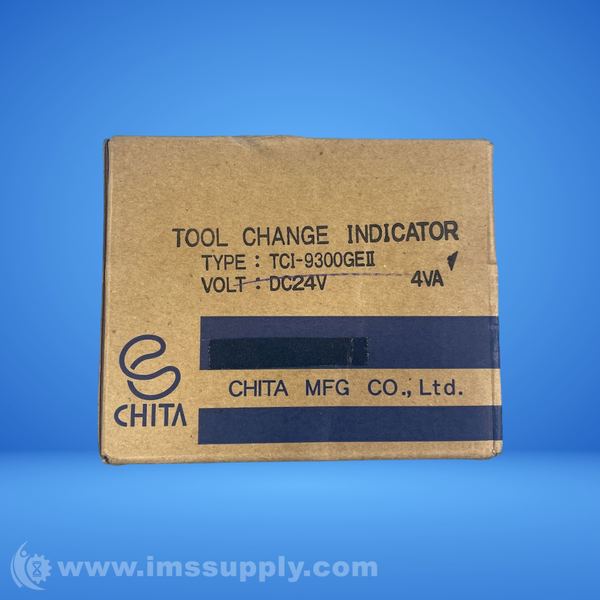 TOOL CHANGE INDICATOR
TYPE : TCI-9300GEⅡ
VOLT : DC24V 4VA
CHITA
CHITA MFG CO., Ltd.
www.imssupply.com